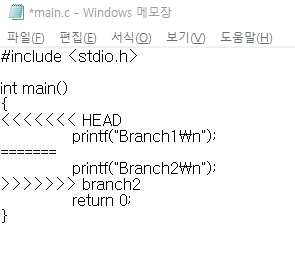 *main.c - Windows 메모장
파일(F) 편집(E) 서식(O) 보기(V) 도움말(H)
#include <stdio.h>

int main()
{
<<<<<<< HEAD
	printf("Branch1₩n");
=======
	printf("Branch2₩n");
>>>>>>> branch2
	return 0;
}